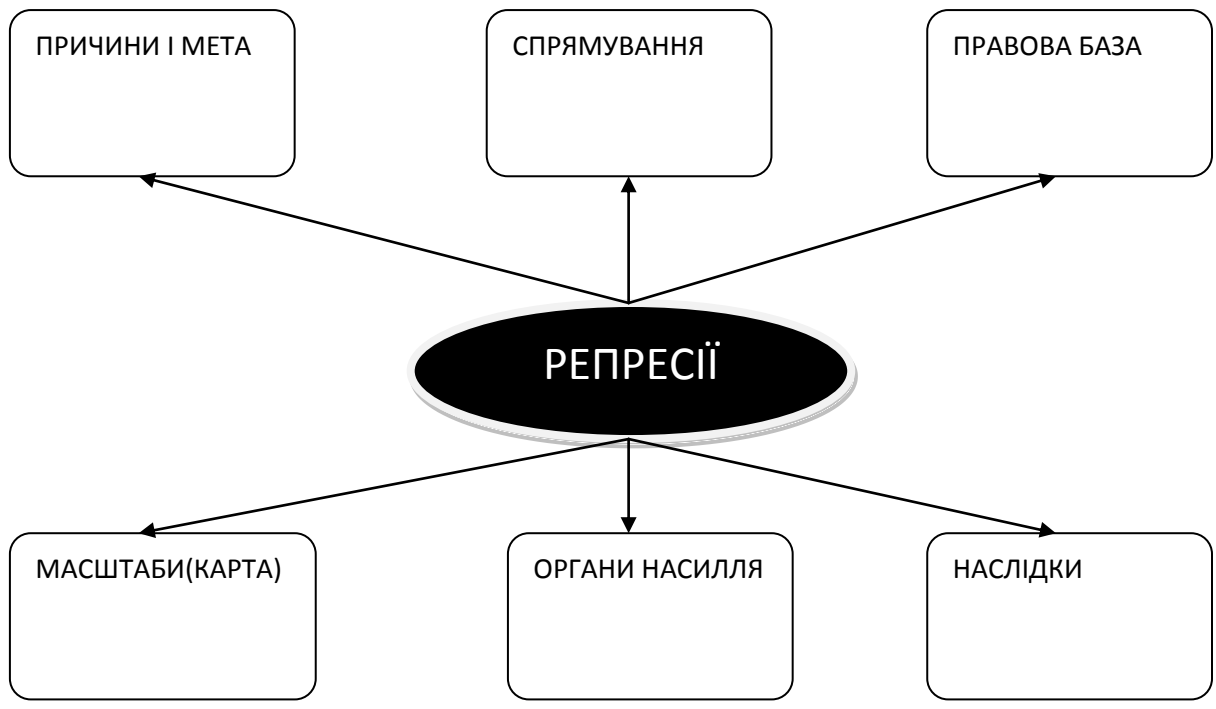 ПРИЧИНИ І МЕТА
СПРЯМУВАННЯ
ПРАВОВА БАЗА
РЕПРЕСІЇ
МАСШТАБИ(КАРТА)
ОРГАНИ НАСИЛЛЯ
НАСЛІДКИ